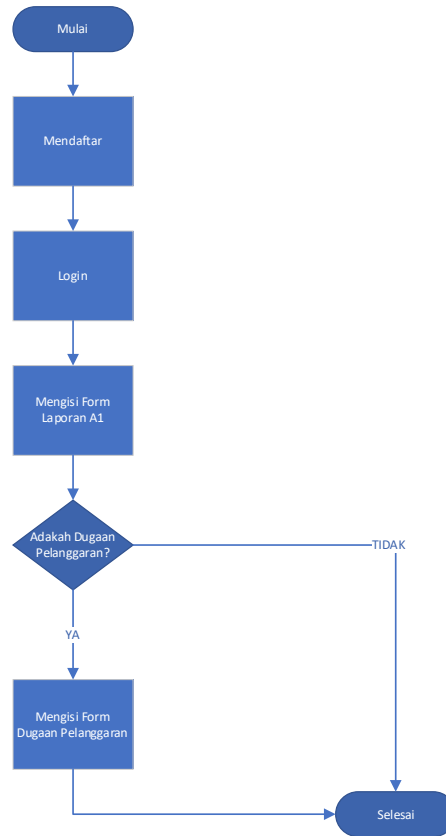 Mulai
Mendaftar
Login
Mengisi Form
Laporan A1
Adakah Dugaan
Pelanggaran?
TIDAK
YA
Mengisi Form
Dugaan Pelanggaran
Selesai